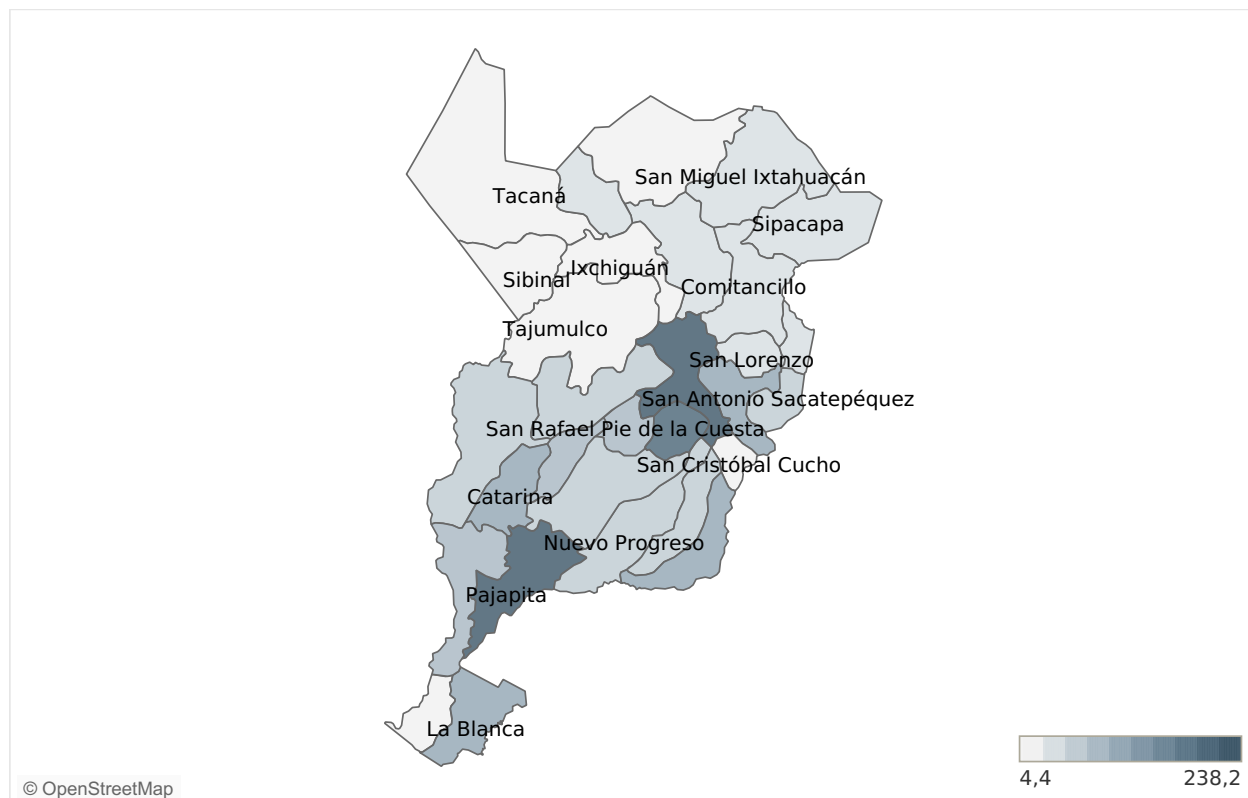 San Miguel Ixtahuacán
Tacaná
Sipacapa
Ixchiguán
Sibinal
Comitancillo
Tajumulco
San Lorenzo
San Antonio Sacatepéquez
San Rafael Pie de la Cuesta
San Cristóbal Cucho
Catarina
Nuevo Progreso
Pajapita
La Blanca
4,4 238,2
© OpenStreetMap